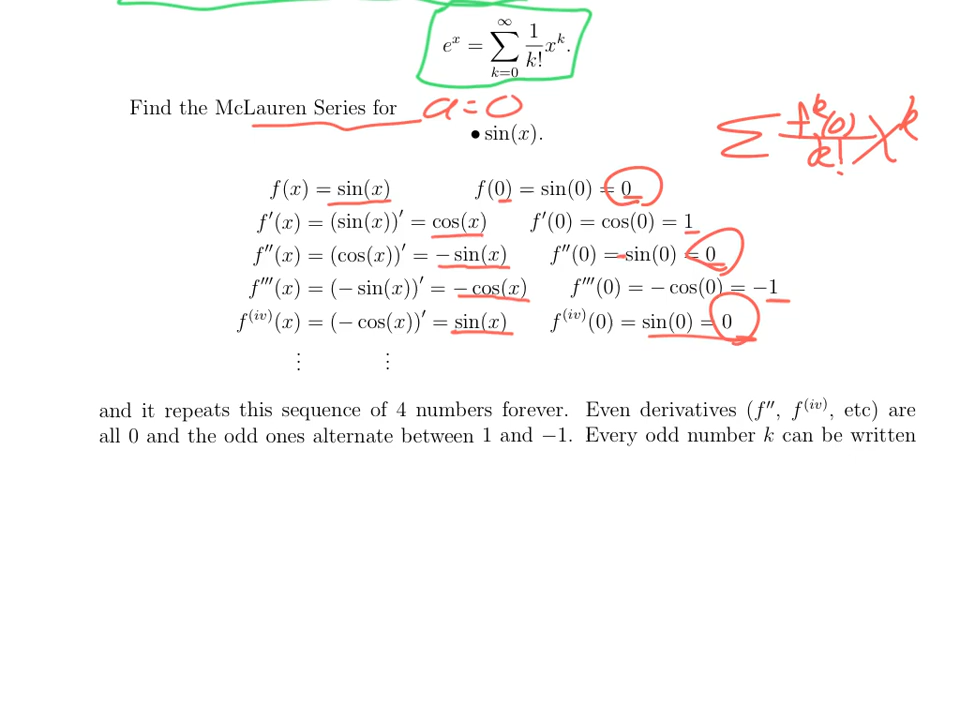 e^x = \sum_{k=0}^{\infty} \frac{1}{k!} x^k.
Find the McLauren Series for a=0
• sin(x).
\sum \frac{f^k(0)}{k!} x^k
f(x) = sin(x) f(0) = sin(0) = 0
f′(x) = (sin(x))′ = cos(x) f′(0) = cos(0) = 1
f″(x) = (cos(x))′ = − sin(x) f″(0) = −sin(0) = 0
f‴(x) = (− sin(x))′ = − cos(x) f‴(0) = − cos(0) = −1
f^{(iv)}(x) = (− cos(x))′ = sin(x) f^{(iv)}(0) = sin(0) = 0
⋮ ⋮
and it repeats this sequence of 4 numbers forever. Even derivatives (f″, f^{(iv)}, etc) are
all 0 and the odd ones alternate between 1 and −1. Every odd number k can be written